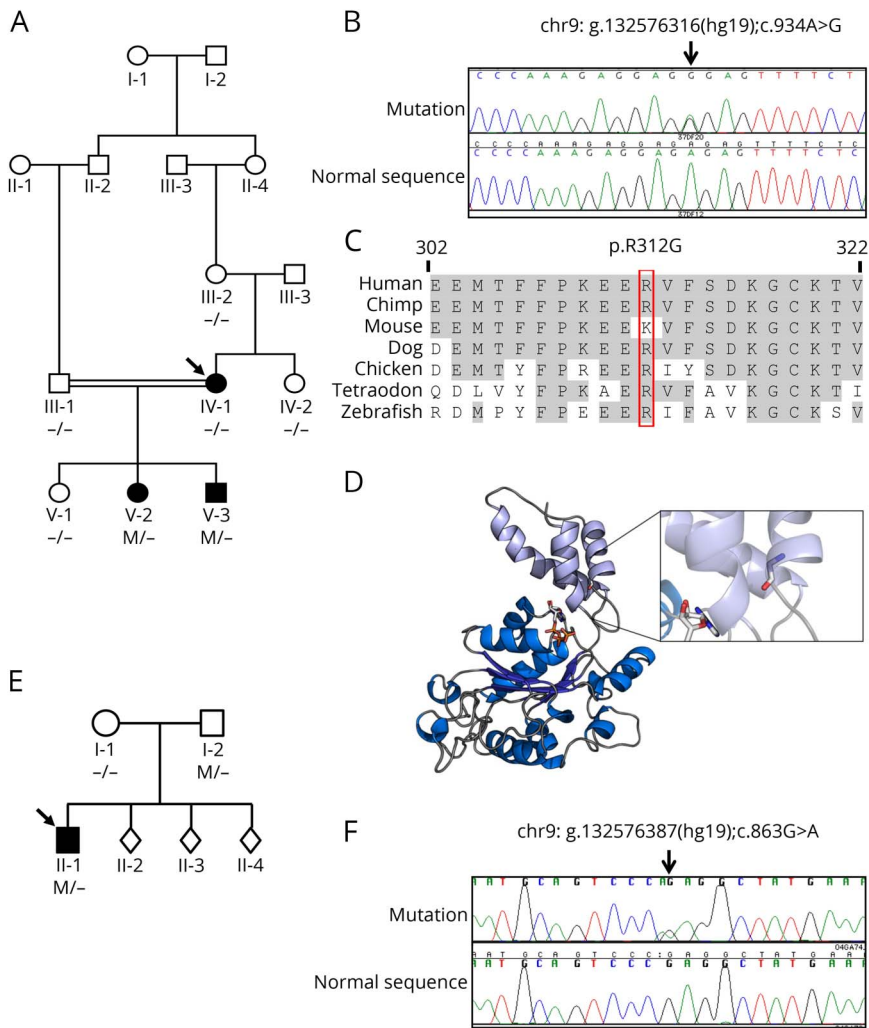 A
I-1
I-2
II-1
II-2
III-3
II-4
III-2
–/–
III-3
III-1
–/–
IV-1
–/–
IV-2
–/–
V-1
–/–
V-2
M/–
V-3
M/–
B
chr9: g.132576316(hg19);c.934A>G
C C C A A A G A G G A G G G A G T T T T C T
Mutation
37DF20
C C C C A A A G A G G A G A G A G T T T T C T C
C C C C A A A G A G G A G A G A G T T T T C T C
Normal sequence
37DF12
C
302
p.R312G
322
Human E E M T F F P K E E R V F S D K G C K T V
Chimp E E M T F F P K E E R V F S D K G C K T V
Mouse E E M T F F P K E E K V F S D K G C K T V
Dog D E M T F F P K E E R V F S D K G C K T V
Chicken D E M T Y F P R E E R I Y S D K G C K T V
Tetraodon Q D L V Y F P K A E R V F A V K G C K T I
Zebrafish R D M P Y F P E E E R I F A V K G C K S V
D
E
I-1
–/–
I-2
M/–
II-1
M/–
II-2
II-3
II-4
F
chr9: g.132576387(hg19);c.863G>A
A T G C A G T C C C A G A G G C T A T G A A A
Mutation
04GA74.
A A T G C A G T C C C : G A G G C T A T G A A
A T G C A G T C C C G A G G C T A T G A A A
Normal sequence